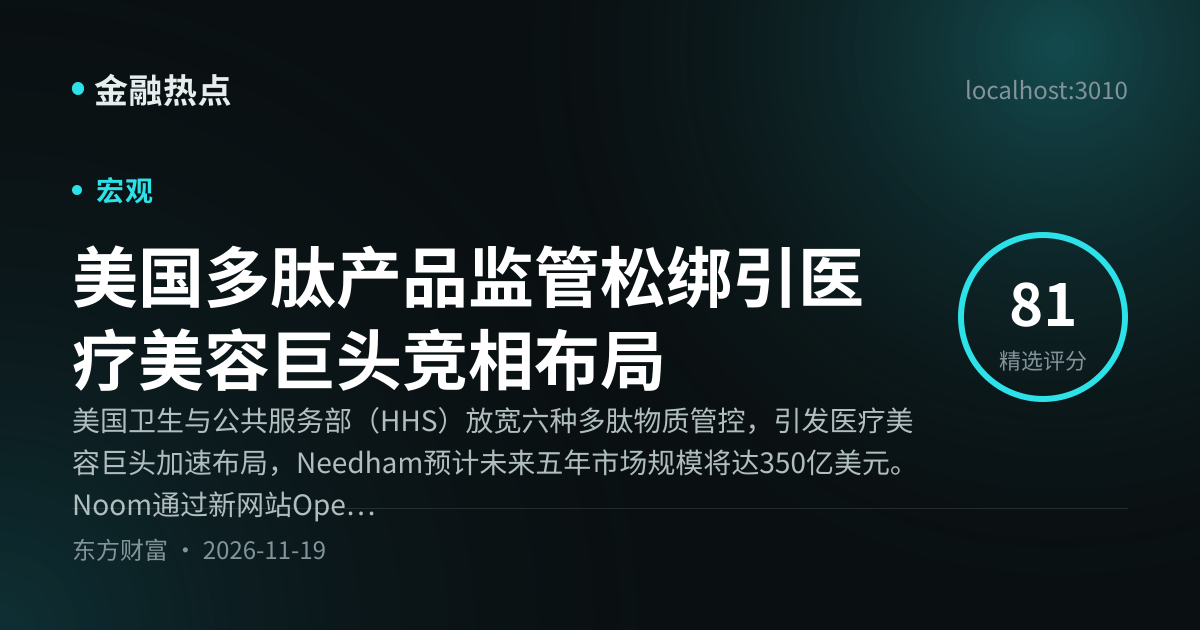 金融热点
localhost:3010
宏观
美国多肽产品监管松绑引医
疗美容巨头竞相布局
81
精选评分
美国卫生与公共服务部（HHS）放宽六种多肽物质管控，引发医疗美
容巨头加速布局，Needham预计未来五年市场规模将达350亿美元。
Noom通过新网站Ope…
东方财富 · 2026-11-19